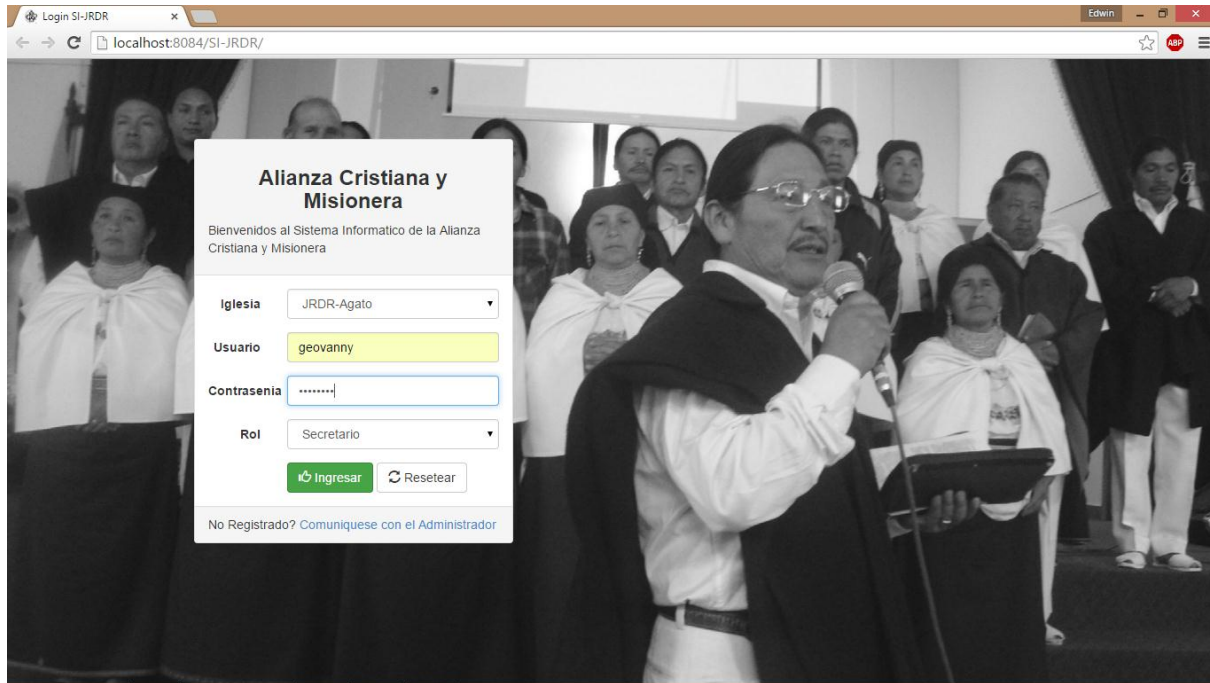 Login SI-JRDR
Edwin
localhost:8084/SI-JRDR/
ABP
Alianza Cristiana y
Misionera
Bienvenidos al Sistema Informatico de la Alianza
Cristiana y Misionera
Iglesia JRDR-Agato
Usuario geovanny
Contrasenia ••••••••
Rol Secretario
Ingresar Resetear
No Registrado? Comuniquese con el Administrador